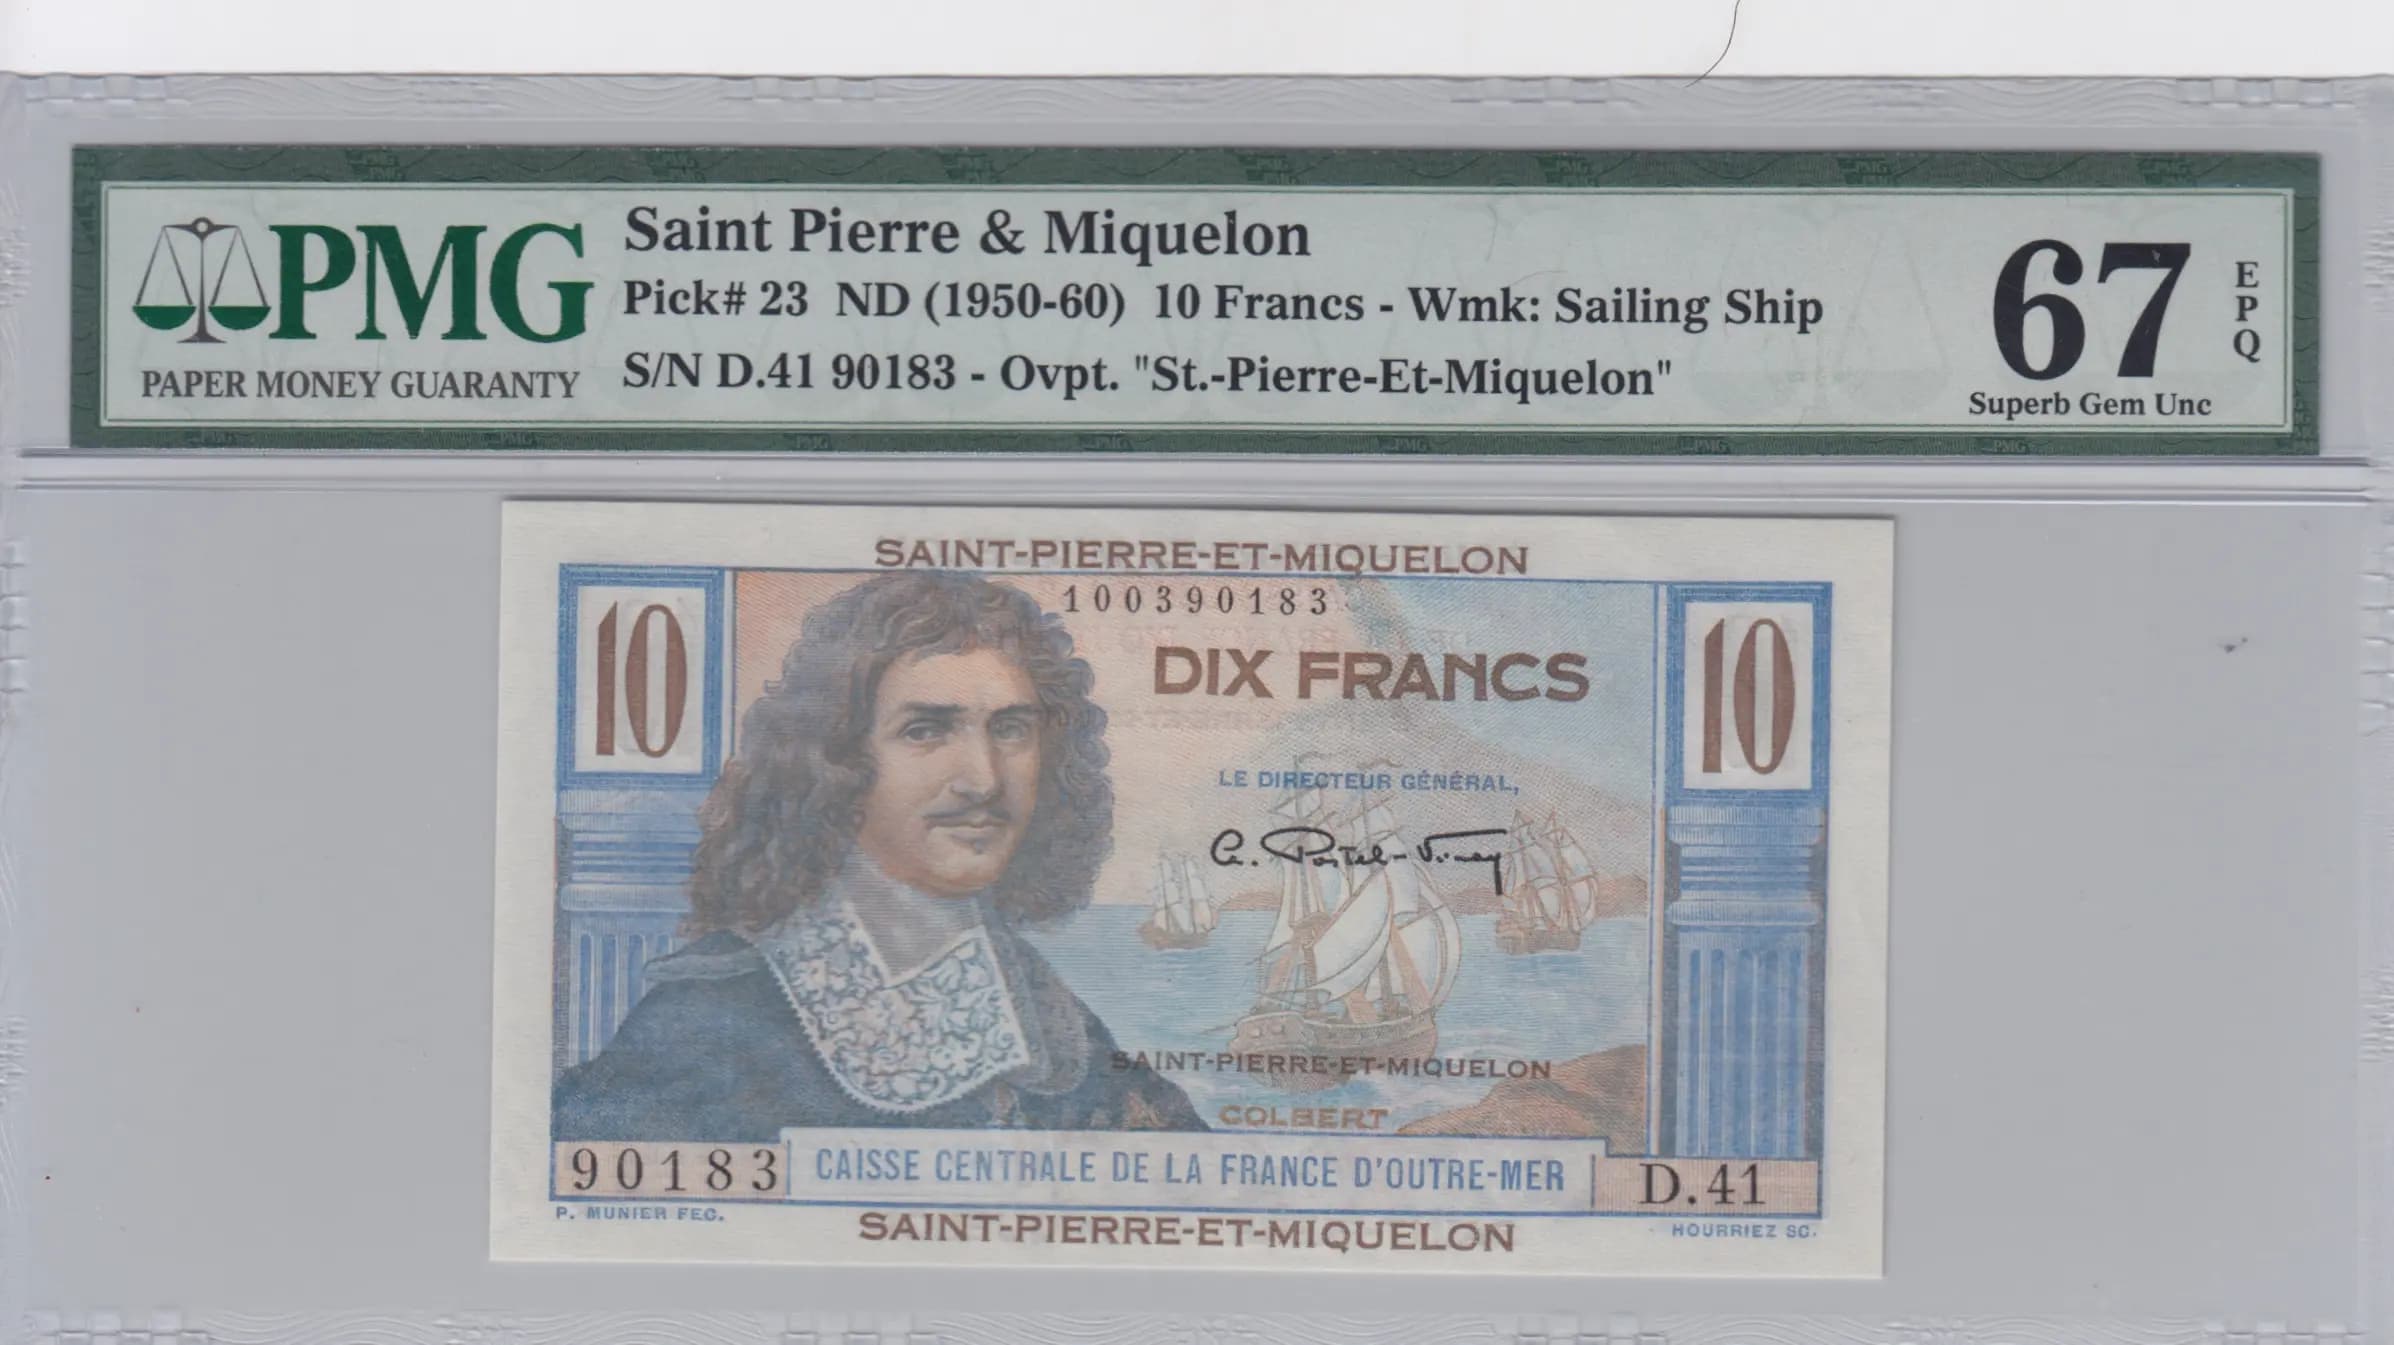 PMG
PAPER MONEY GUARANTY
Saint Pierre & Miquelon
Pick# 23 ND (1950-60) 10 Francs - Wmk: Sailing Ship
S/N D.41 90183 - Ovpt. "St.-Pierre-Et-Miquelon"
67
EPQ
Superb Gem Unc
SAINT-PIERRE-ET-MIQUELON
10
100390183
10
DIX FRANCS
LE DIRECTEUR GÉNÉRAL,
A. Postel-Vinay
SAINT-PIERRE-ET-MIQUELON
COLBERT
90183
CAISSE CENTRALE DE LA FRANCE D'OUTRE-MER
D.41
P. MUNIER FEC.
SAINT-PIERRE-ET-MIQUELON
HOURRIEZ SC.